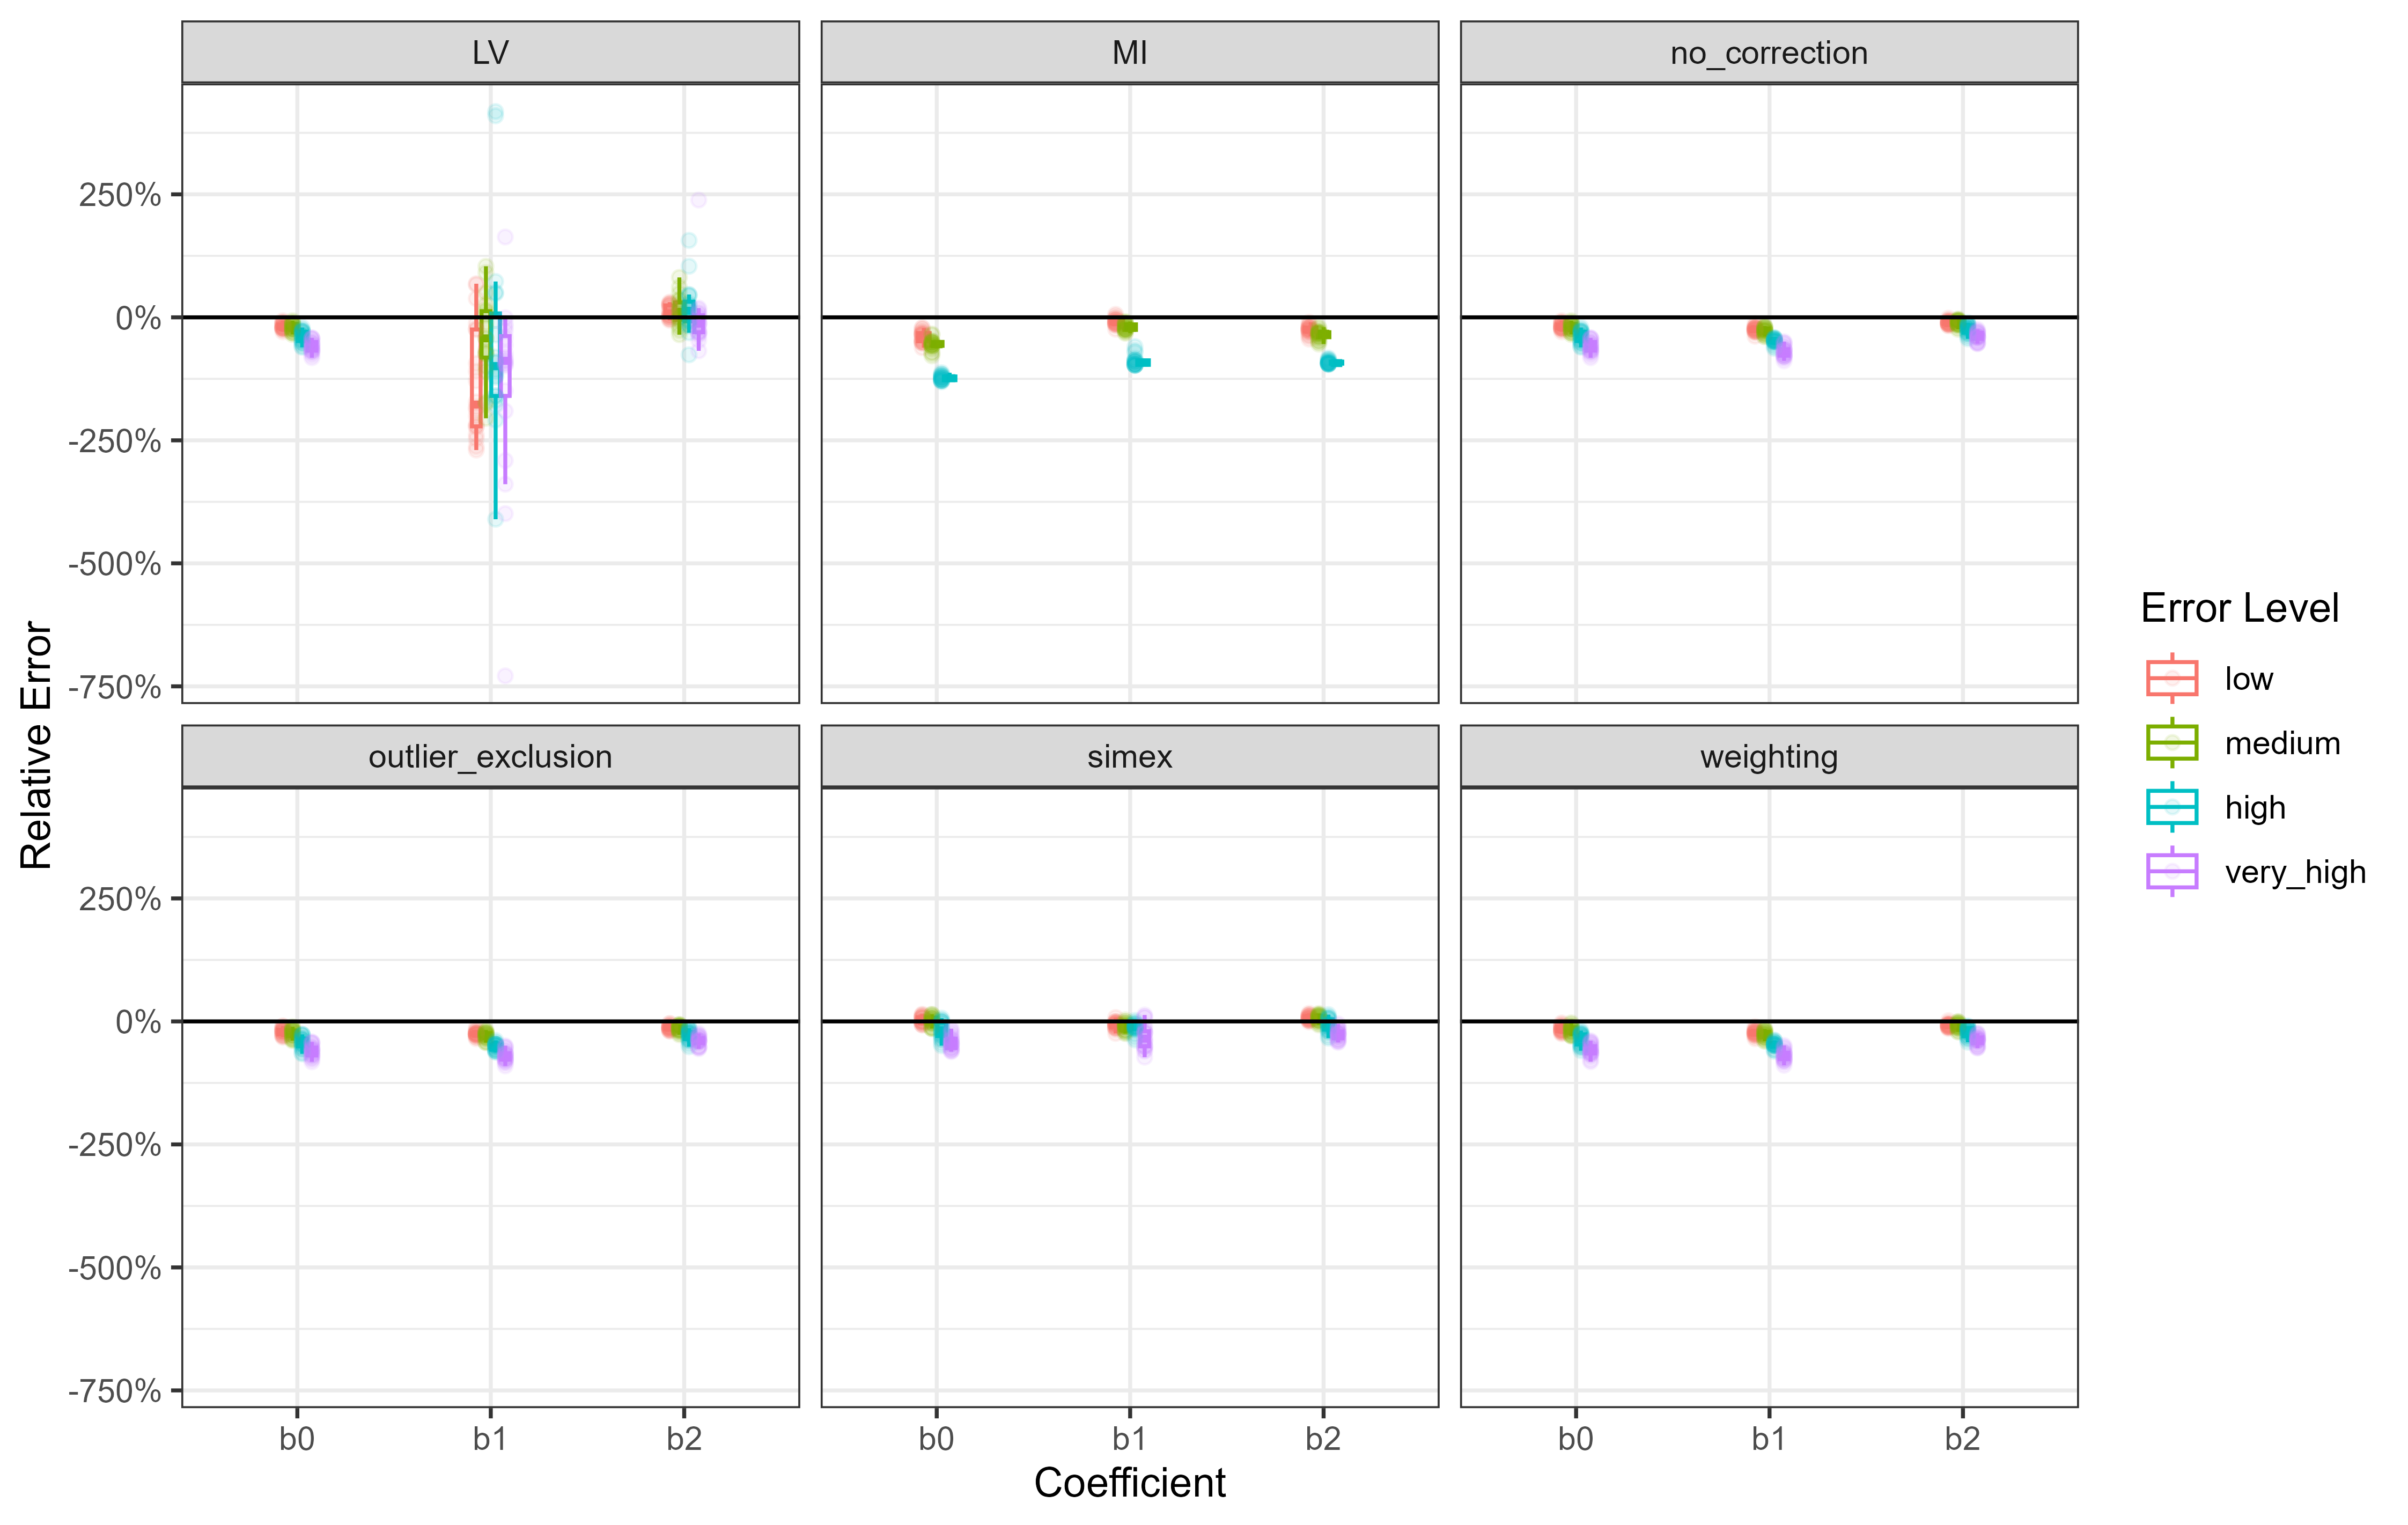 LV
MI
no_correction
250%
0%
-250%
-500%
-750%
outlier_exclusion
simex
weighting
250%
0%
-250%
-500%
-750%
b0
b1
b2
b0
b1
b2
b0
b1
b2
Coefficient
Relative Error
Error Level
low
medium
high
very_high